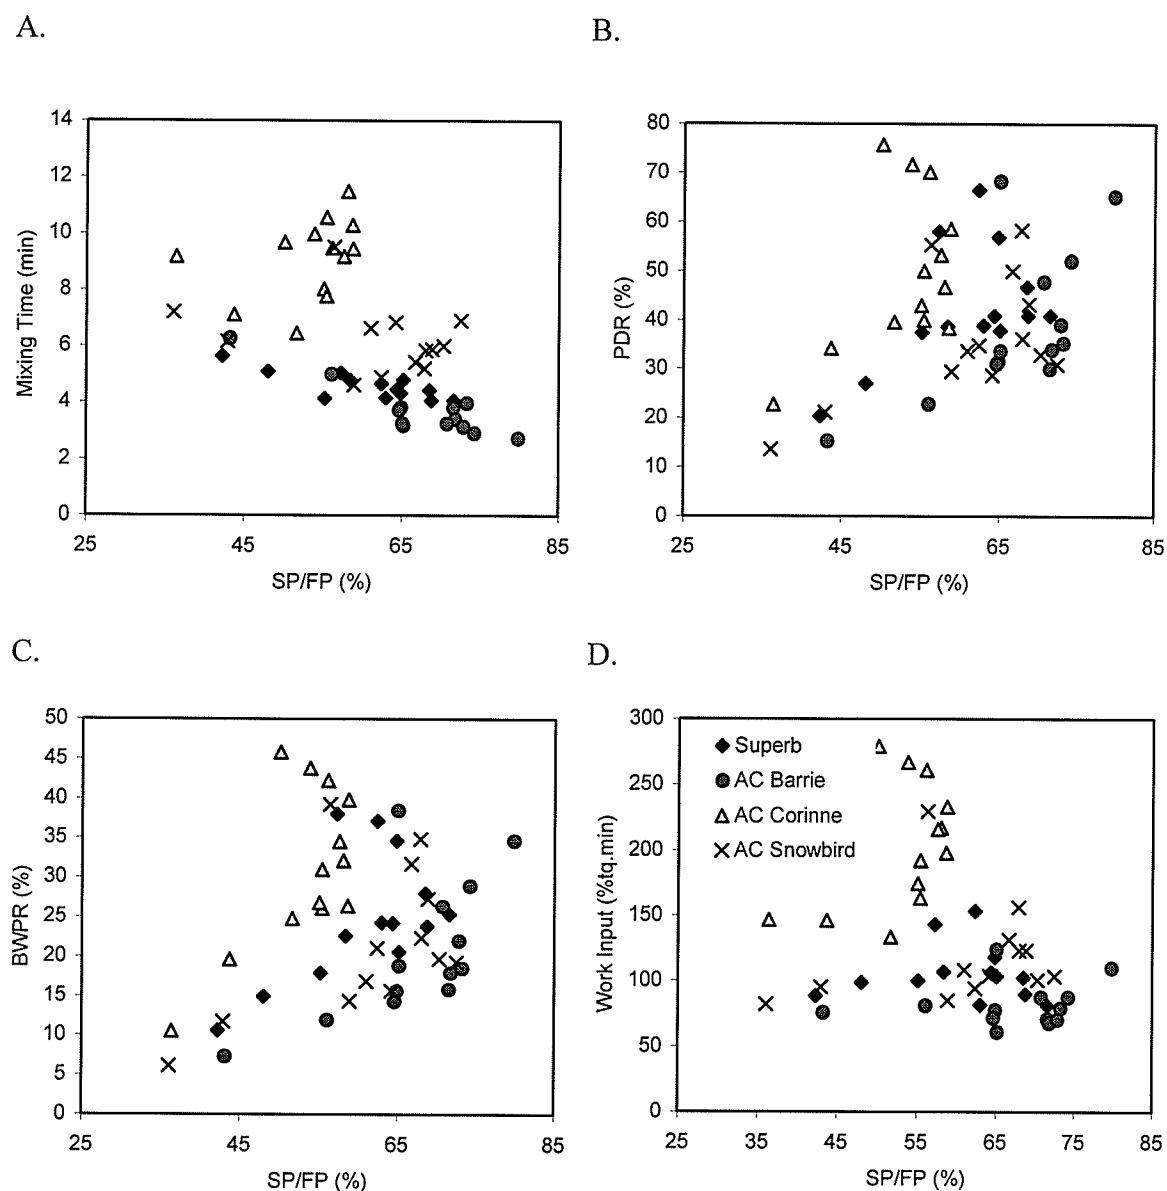 A.
14
12
10
8
6
4
2
0
25 45 65 85
Mixing Time (min)
SP/FP (%)
B.
80
70
60
50
40
30
20
10
0
25 45 65 85
PDR (%)
SP/FP (%)
C.
50
45
40
35
30
25
20
15
10
5
0
25 45 65 85
BWPR (%)
SP/FP (%)
D.
300
250
200
150
100
50
0
25 35 45 55 65 75 85
Work Input (%tq.min)
SP/FP (%)
Superb
AC Barrie
AC Corinne
AC Snowbird